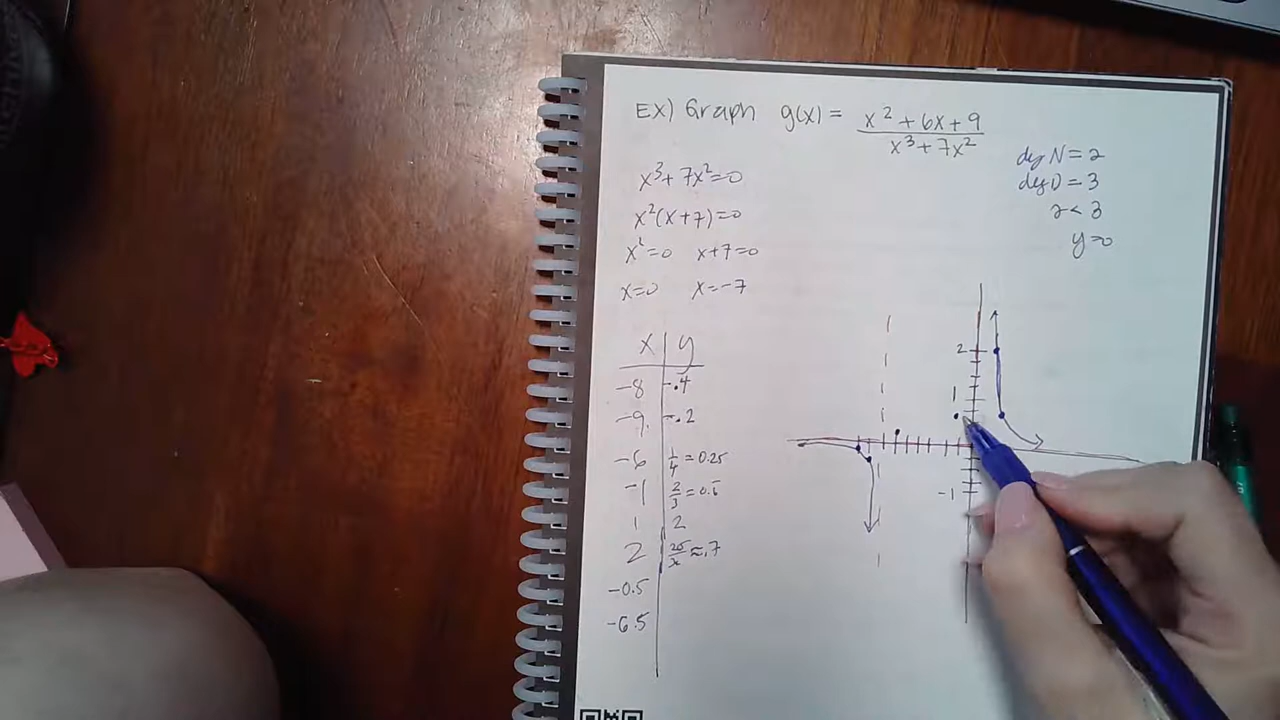 EX) Graph g(x) = x² + 6x + 9 / x³ + 7x²
deg N = 2
deg D = 3
2 < 3
y = 0
x³ + 7x² = 0
x²(x + 7) = 0
x² = 0 x + 7 = 0
x = 0 x = -7
x | y
-8 | -.4
-9 | -.2
-6 | 1/4 = 0.25
-1 | 2/3 = 0.6
1 | 2
2 | ≈ .7
-0.5
-6.5
2
1
-1